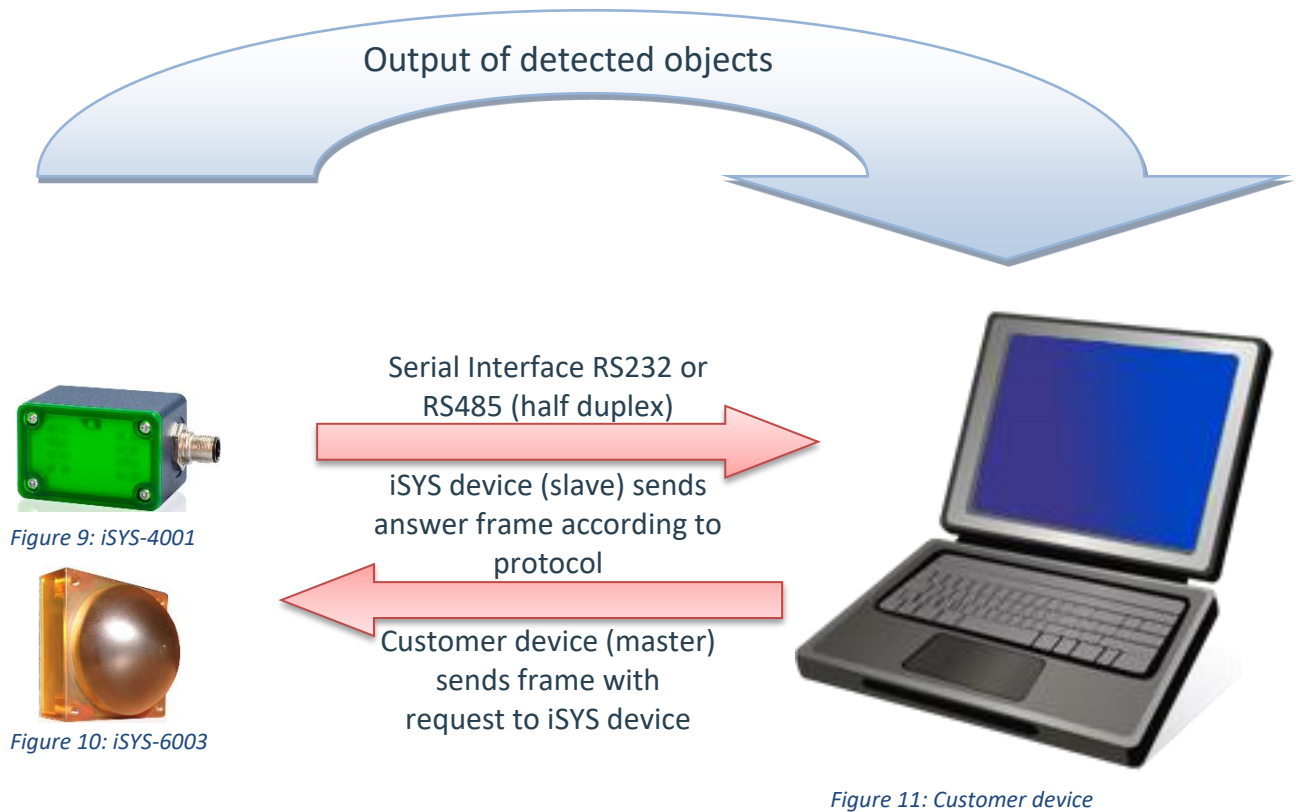 Output of detected objects
Serial Interface RS232 or
RS485 (half duplex)
iSYS device (slave) sends
answer frame according to
protocol
Figure 9: iSYS-4001
Customer device (master)
sends frame with
request to iSYS device
Figure 10: iSYS-6003
Figure 11: Customer device